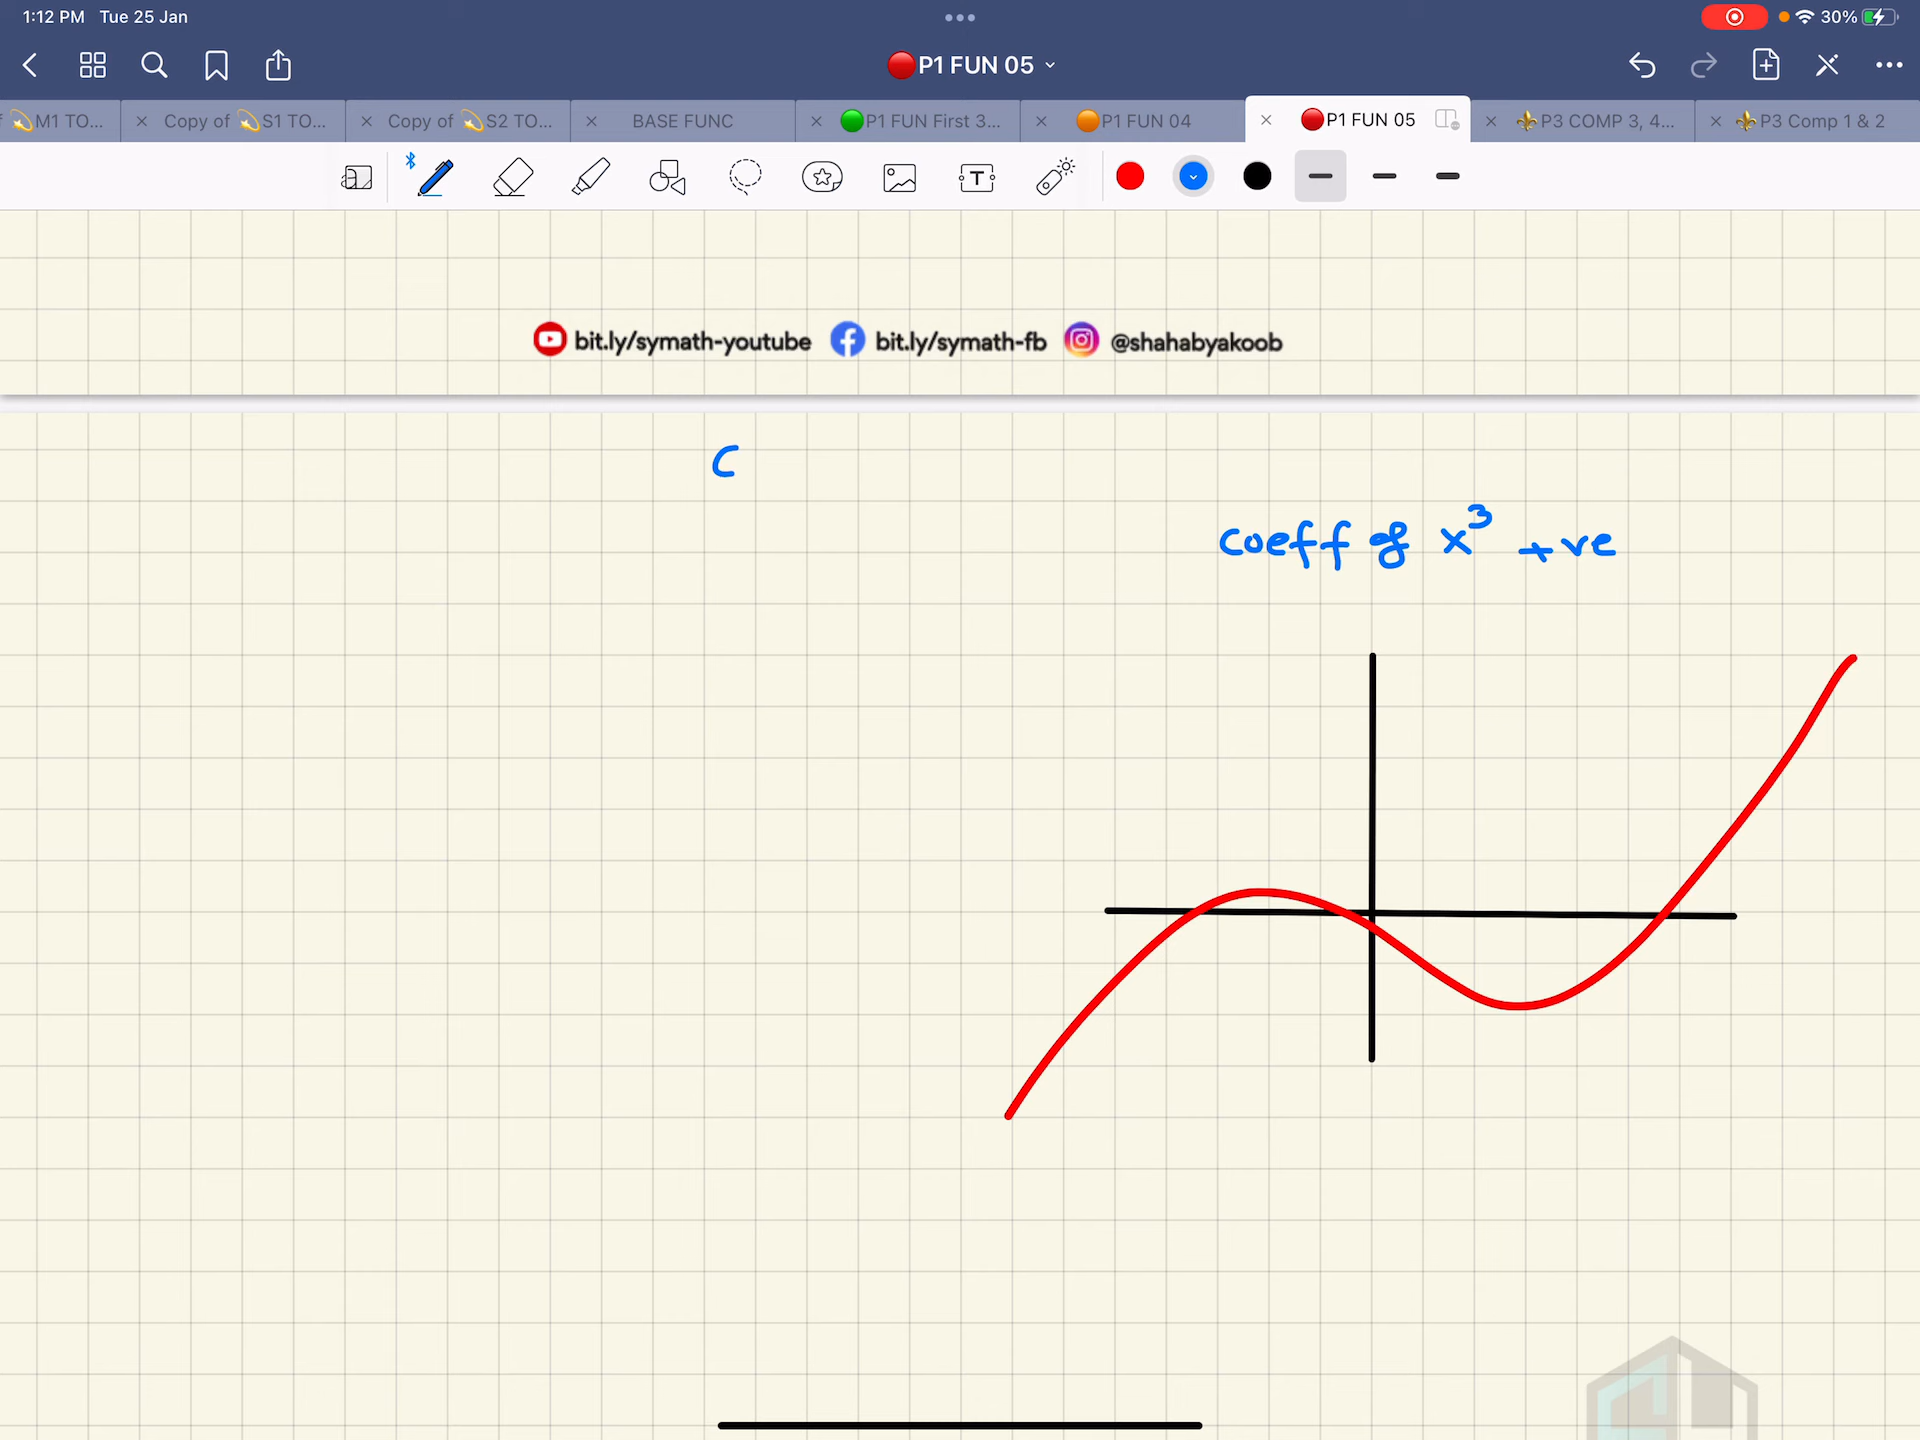 1:12 PM Tue 25 Jan
30%
P1 FUN 05
M1 TO...
Copy of S1 TO...
Copy of S2 TO...
BASE FUNC
P1 FUN First 3...
P1 FUN 04
P1 FUN 05
P3 COMP 3, 4...
P3 Comp 1 & 2
bit.ly/symath-youtube bit.ly/symath-fb @shahabyakoob
C
coeff of x³ +ve